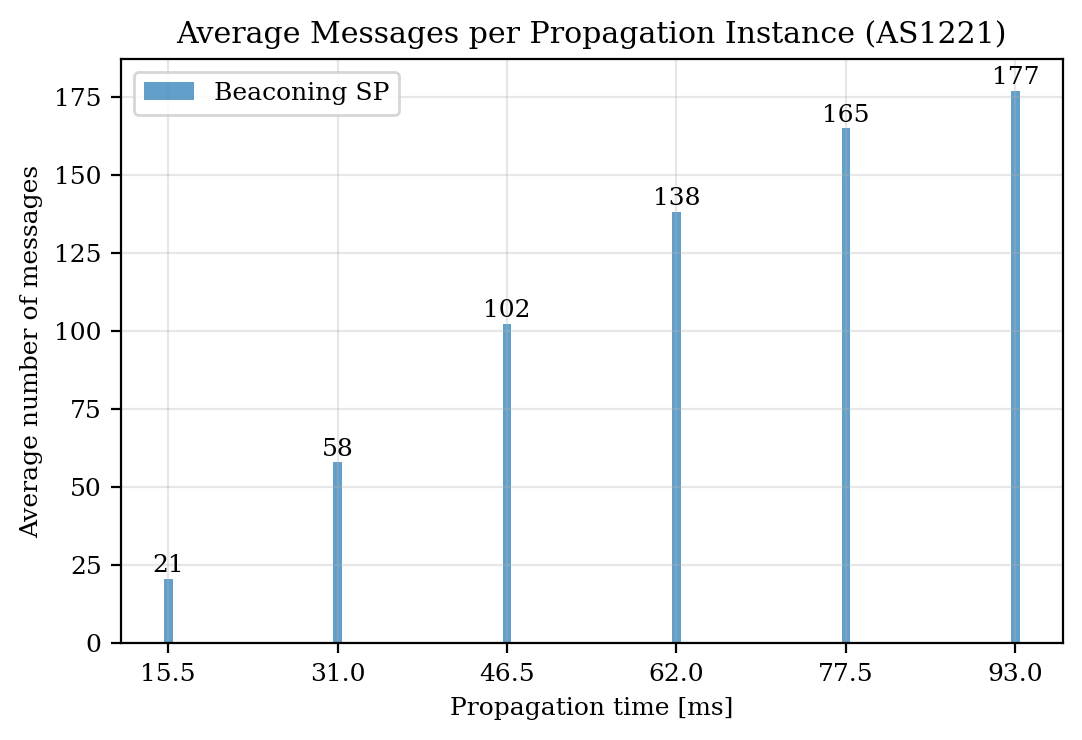 Average Messages per Propagation Instance (AS1221)
Beaconing SP
Average number of messages
175
150
125
100
75
50
25
0
21
58
102
138
165
177
15.5 31.0 46.5 62.0 77.5 93.0
Propagation time [ms]